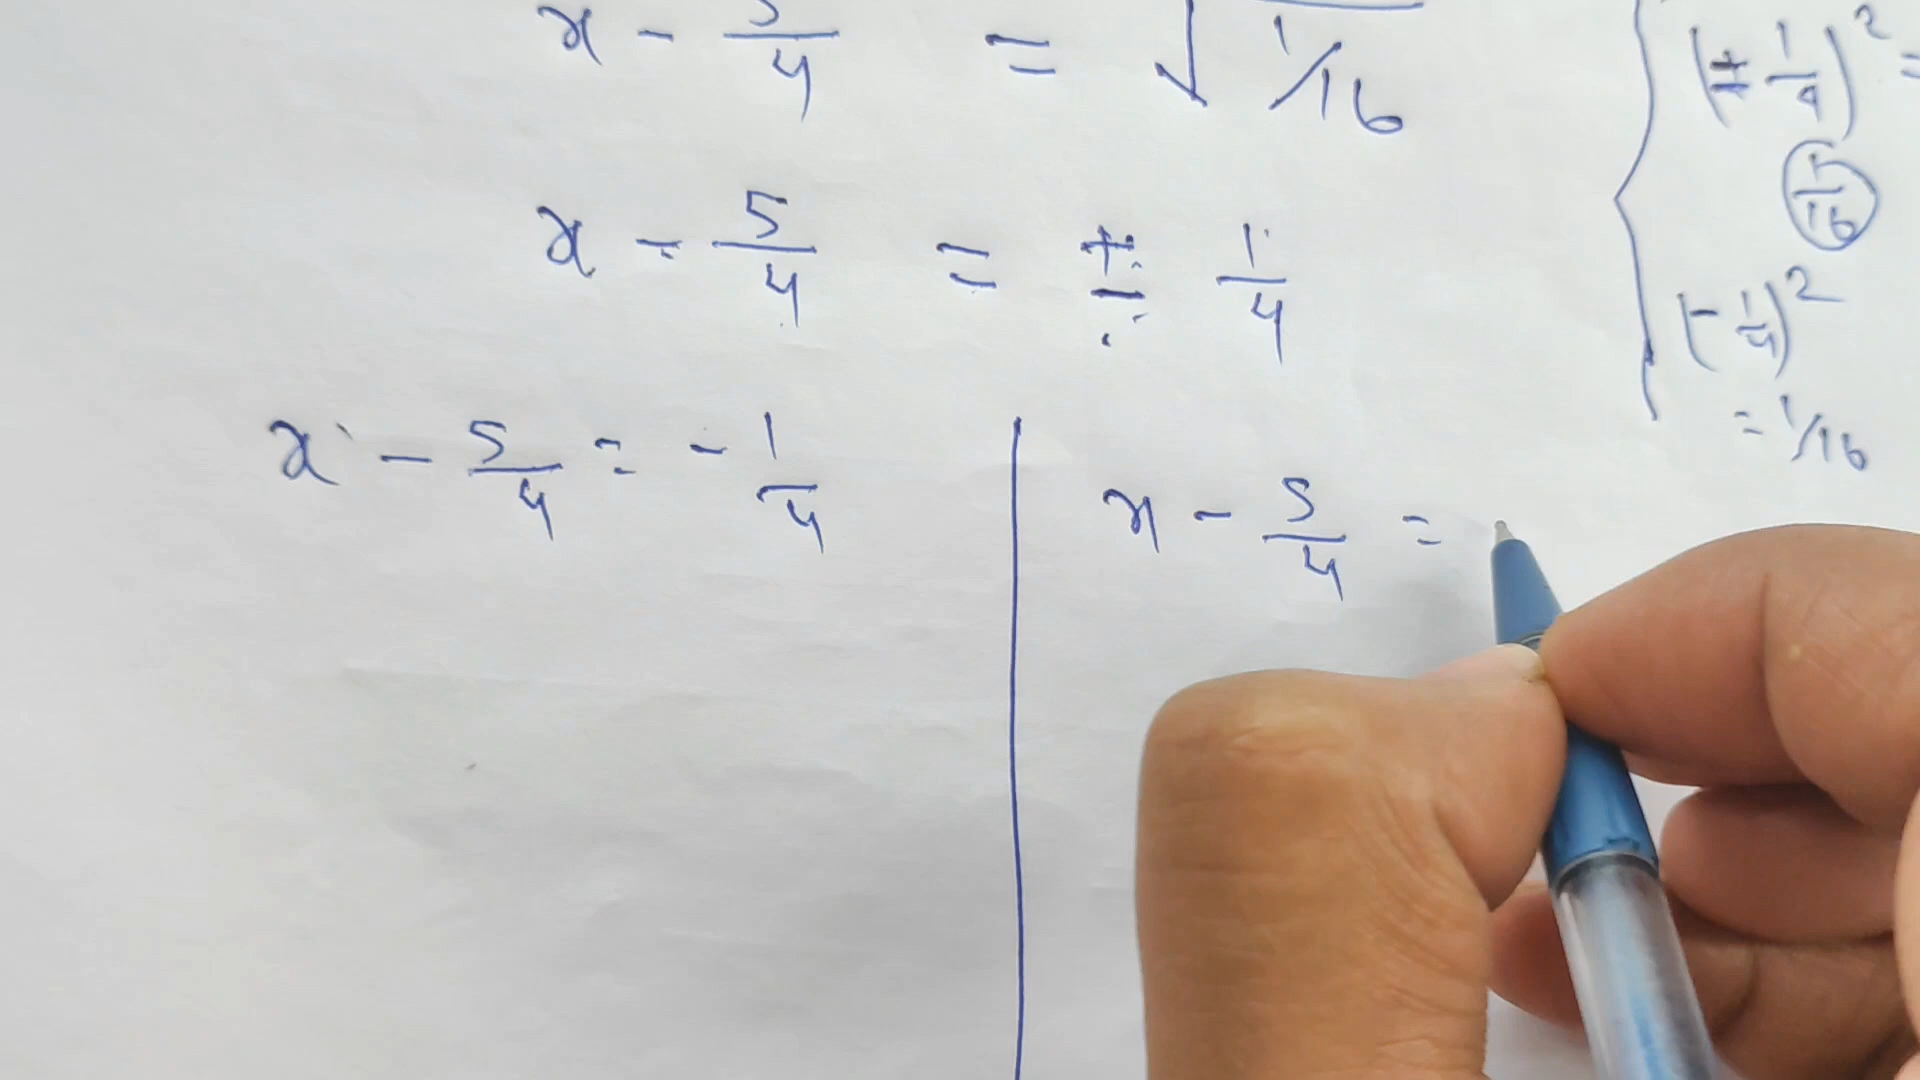 x - 5/4 = √1/16
x - 5/4 = ± 1/4
x - 5/4 = - 1/4
x - 5/4 =
(± 1/4)² =
1/16
(- 1/4)²
= 1/16